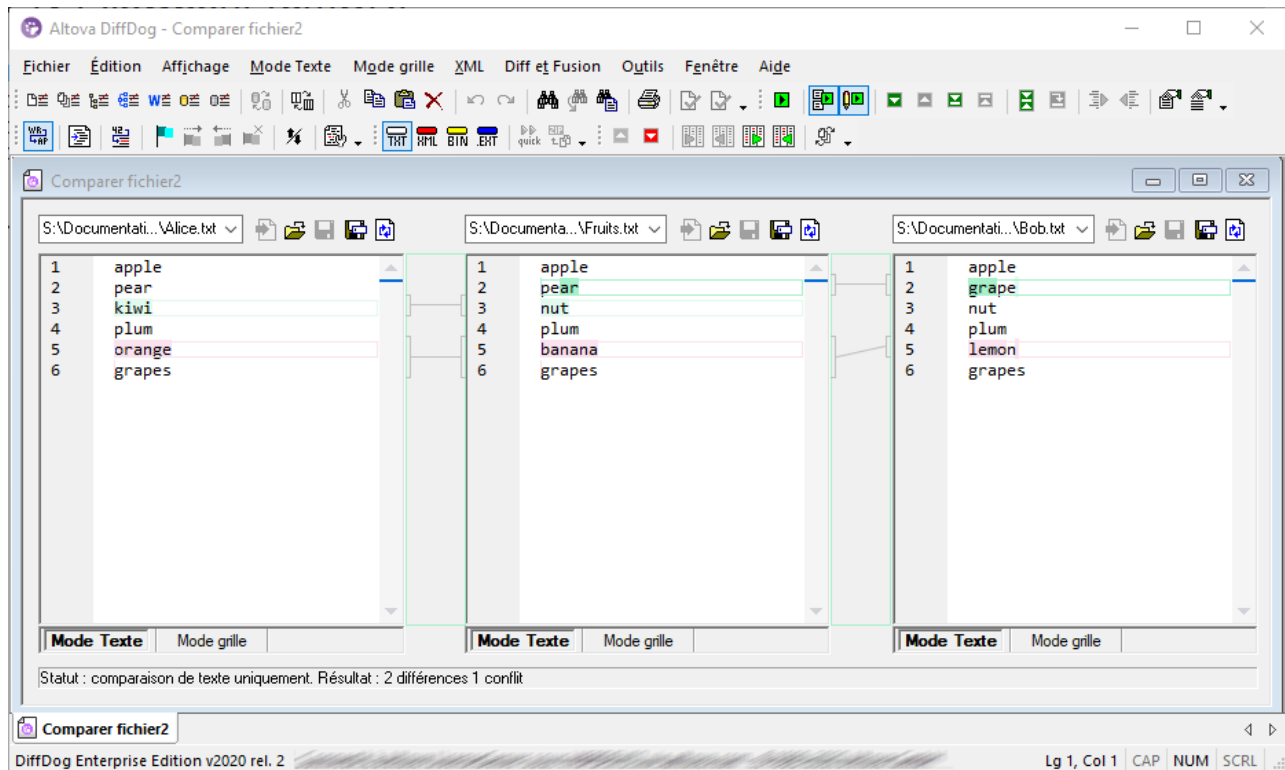 Altova DiffDog - Comparer fichier2
Fichier Édition Affichage Mode Texte Mode grille XML Diff et Fusion Outils Fenêtre Aide
TXT XML BIN .EXT quick
Comparer fichier2
S:\Documentati...\Alice.txt S:\Documenta...\Fruits.txt S:\Documentati...\Bob.txt
1 apple 1 apple 1 apple
2 pear 2 pear 2 grape
3 kiwi 3 nut 3 nut
4 plum 4 plum 4 plum
5 orange 5 banana 5 lemon
6 grapes 6 grapes 6 grapes
Mode Texte Mode grille Mode Texte Mode grille Mode Texte Mode grille
Statut : comparaison de texte uniquement. Résultat : 2 différences 1 conflit
Comparer fichier2
DiffDog Enterprise Edition v2020 rel. 2 Lg 1, Col 1 CAP NUM SCRL